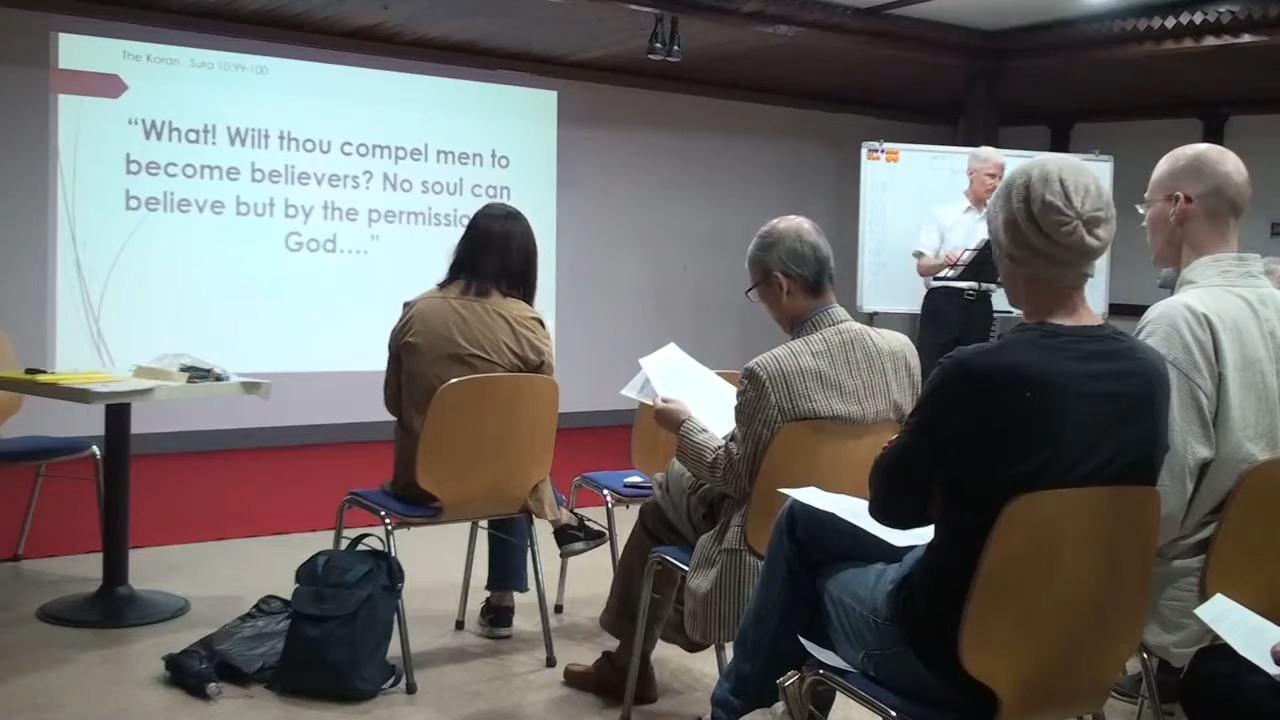 The Koran Sura 10:99-100
“What! Wilt thou compel men to
become believers? No soul can
believe but by the permissio
God....”